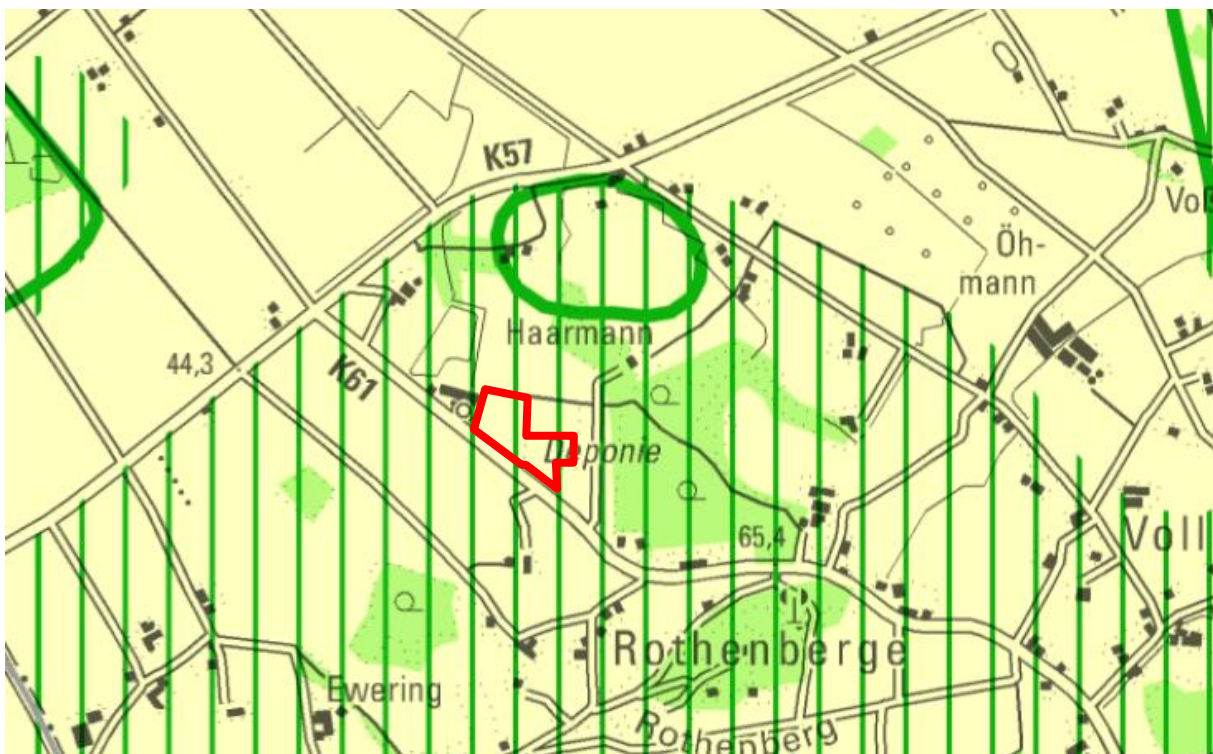 K57
Voß
Öh-
mann
Haarmann
44,3
K61
Deponie
65,4
Voll
Rothenberge
Ewering
Rothenberg